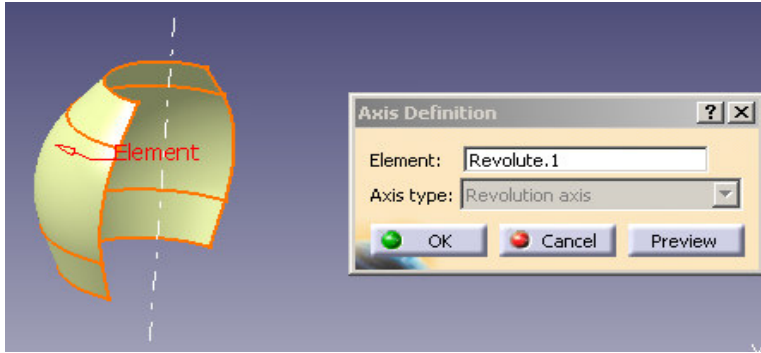 Element
Axis Definition
Element: Revolute.1
Axis type: Revolution axis
OK Cancel Preview